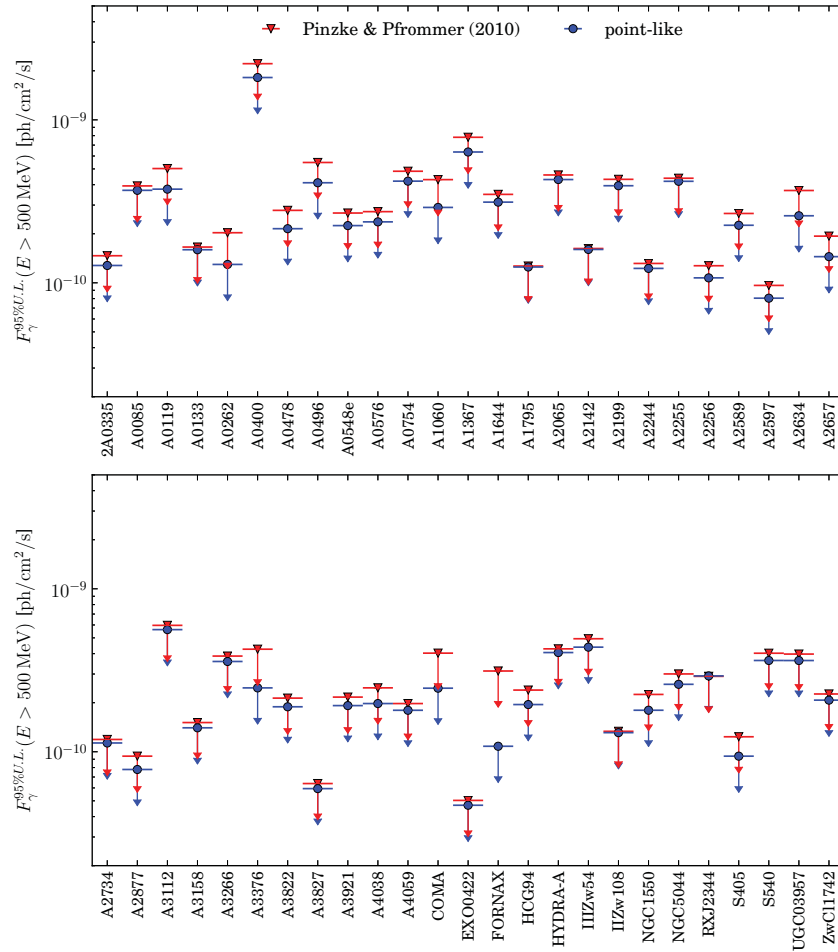 Pinzke & Pfrommer (2010) point-like
F_γ^{95%U.L.}(E > 500 MeV) [ph/cm²/s]
10⁻⁹
10⁻¹⁰
2A0335 A0085 A0119 A0133 A0262 A0400 A0478 A0496 A0548e A0576 A0754 A1060 A1367 A1644 A1795 A2065 A2142 A2199 A2244 A2255 A2256 A2589 A2597 A2634 A2657
F_γ^{95%U.L.}(E > 500 MeV) [ph/cm²/s]
10⁻⁹
10⁻¹⁰
A2734 A2877 A3112 A3158 A3266 A3376 A3822 A3827 A3921 A4038 A4059 COMA EXO0422 FORNAX HCG94 HYDRA-A IIIZw54 IIZw108 NGC1550 NGC5044 RXJ2344 S405 S540 UGC03957 ZwCl1742